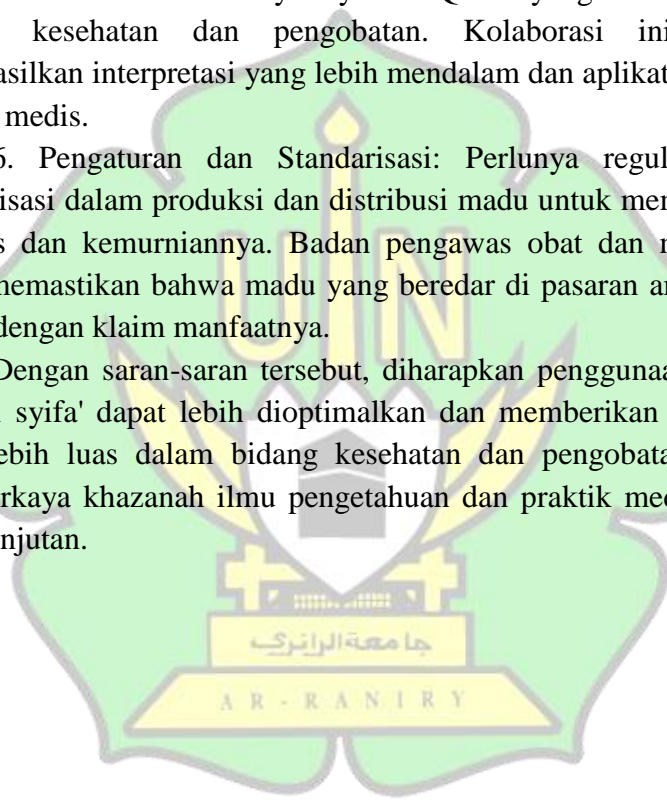 kesehatan dan pengobatan. Kolaborasi ini
asilkan interpretasi yang lebih mendalam dan aplikat
medis.
6. Pengaturan dan Standarisasi: Perlunya regul
isasi dalam produksi dan distribusi madu untuk men
s dan kemurniannya. Badan pengawas obat dan
memastikan bahwa madu yang beredar di pasaran a
dengan klaim manfaatnya.
Dengan saran-saran tersebut, diharapkan penggunaa
syifa' dapat lebih dioptimalkan dan memberikan
ebih luas dalam bidang kesehatan dan pengobata
rkaya khazanah ilmu pengetahuan dan praktik med
njutan.
UIN
جامعة الرانري
AR-RANIRY